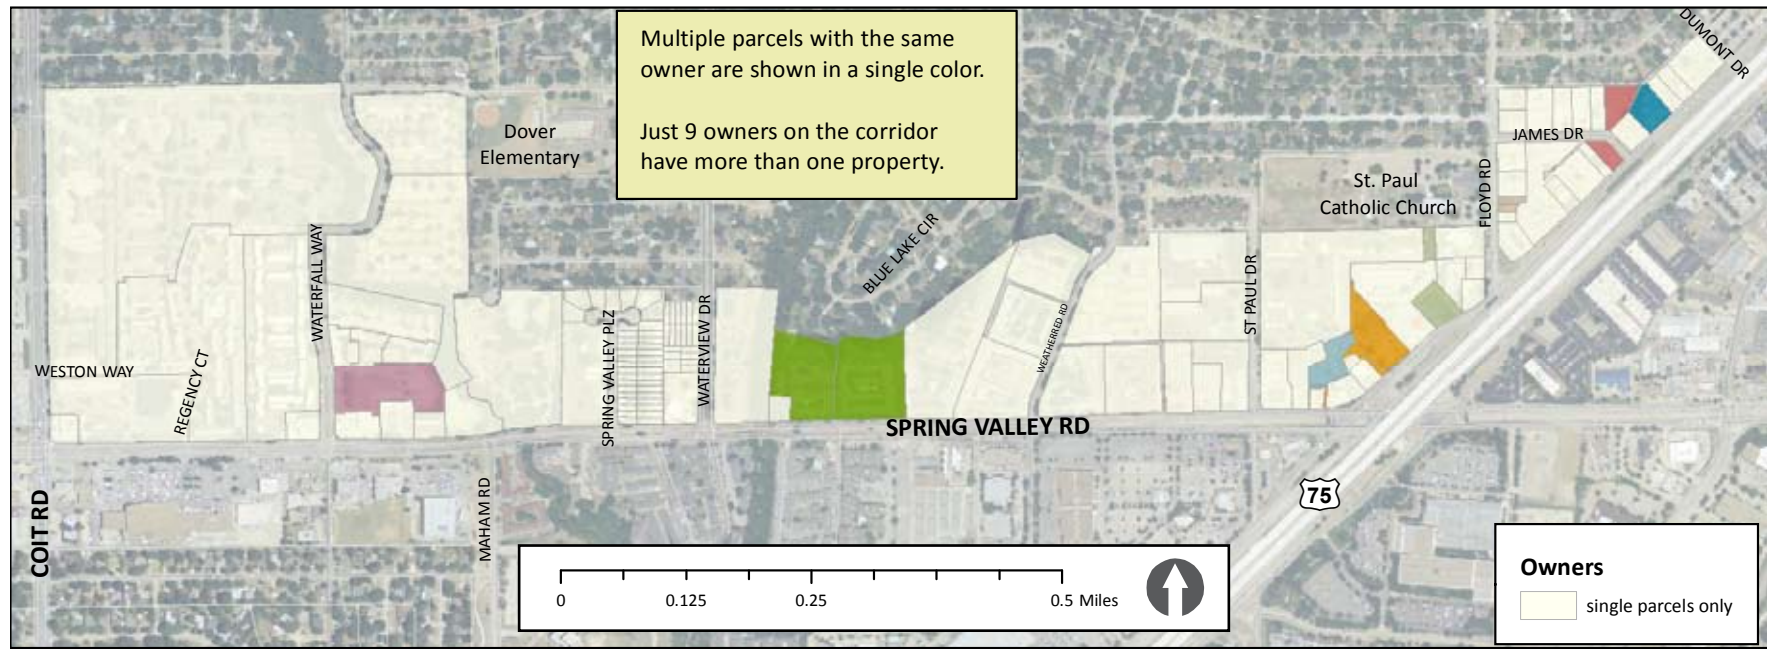 Multiple parcels with the same
owner are shown in a single color.
Just 9 owners on the corridor
have more than one property.
DUMONT DR
JAMES DR
Dover
Elementary
St. Paul
Catholic Church
FLOYD RD
BLUE LAKE CIR
WATERFALL WAY
WEATHERRED RD
ST PAUL DR
WATERVIEW DR
SPRING VALLEY PLZ
WESTON WAY
REGENCY CT
SPRING VALLEY RD
COIT RD
MAHAM RD
75
0 0.125 0.25 0.5 Miles
Owners
single parcels only